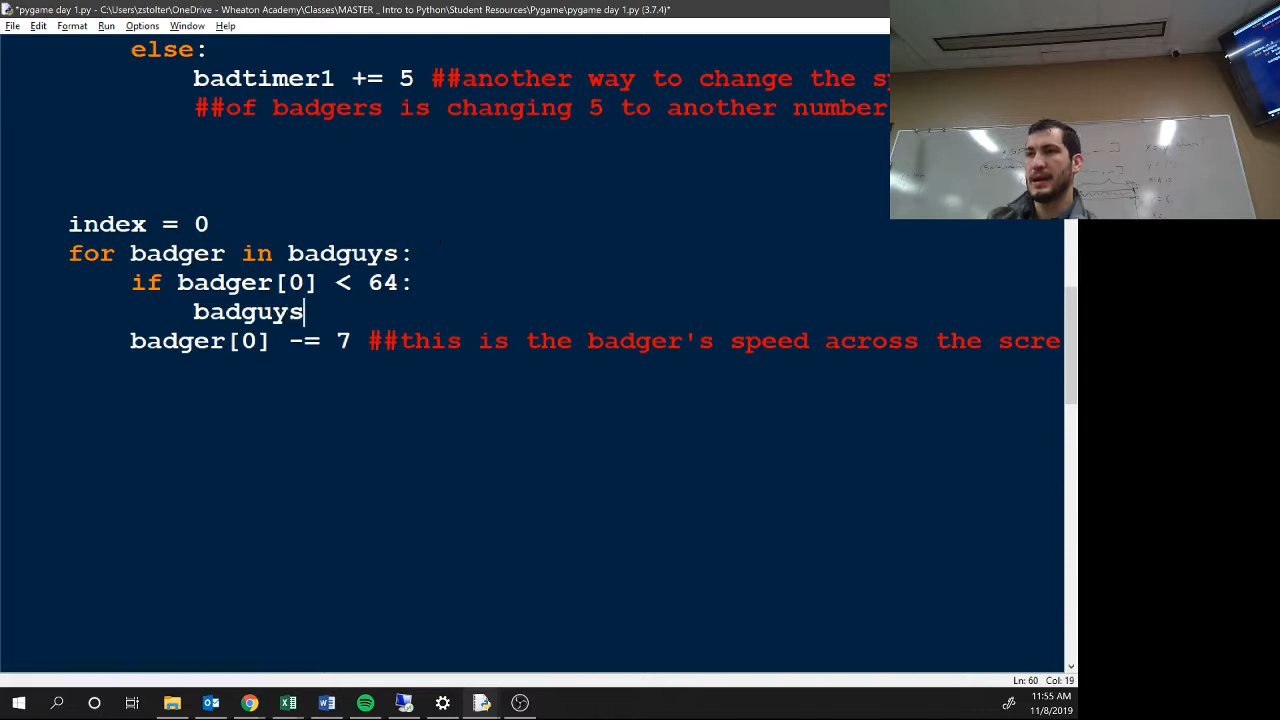 *pygame day 1.py - C:\Users\zstolter\OneDrive - Wheaton Academy\Classes\MASTER _ Intro to Python\Student Resources\Pygame\pygame day 1.py (3.7.4)*
File Edit Format Run Options Window Help
else:
badtimer1 += 5 ##another way to change the
##of badgers is changing 5 to another number
index = 0
for badger in badguys:
if badger[0] < 64:
badguys
badger[0] -= 7 ##this is the badger's speed across the scre
Ln: 60 Col: 19
11:55 AM
11/8/2019